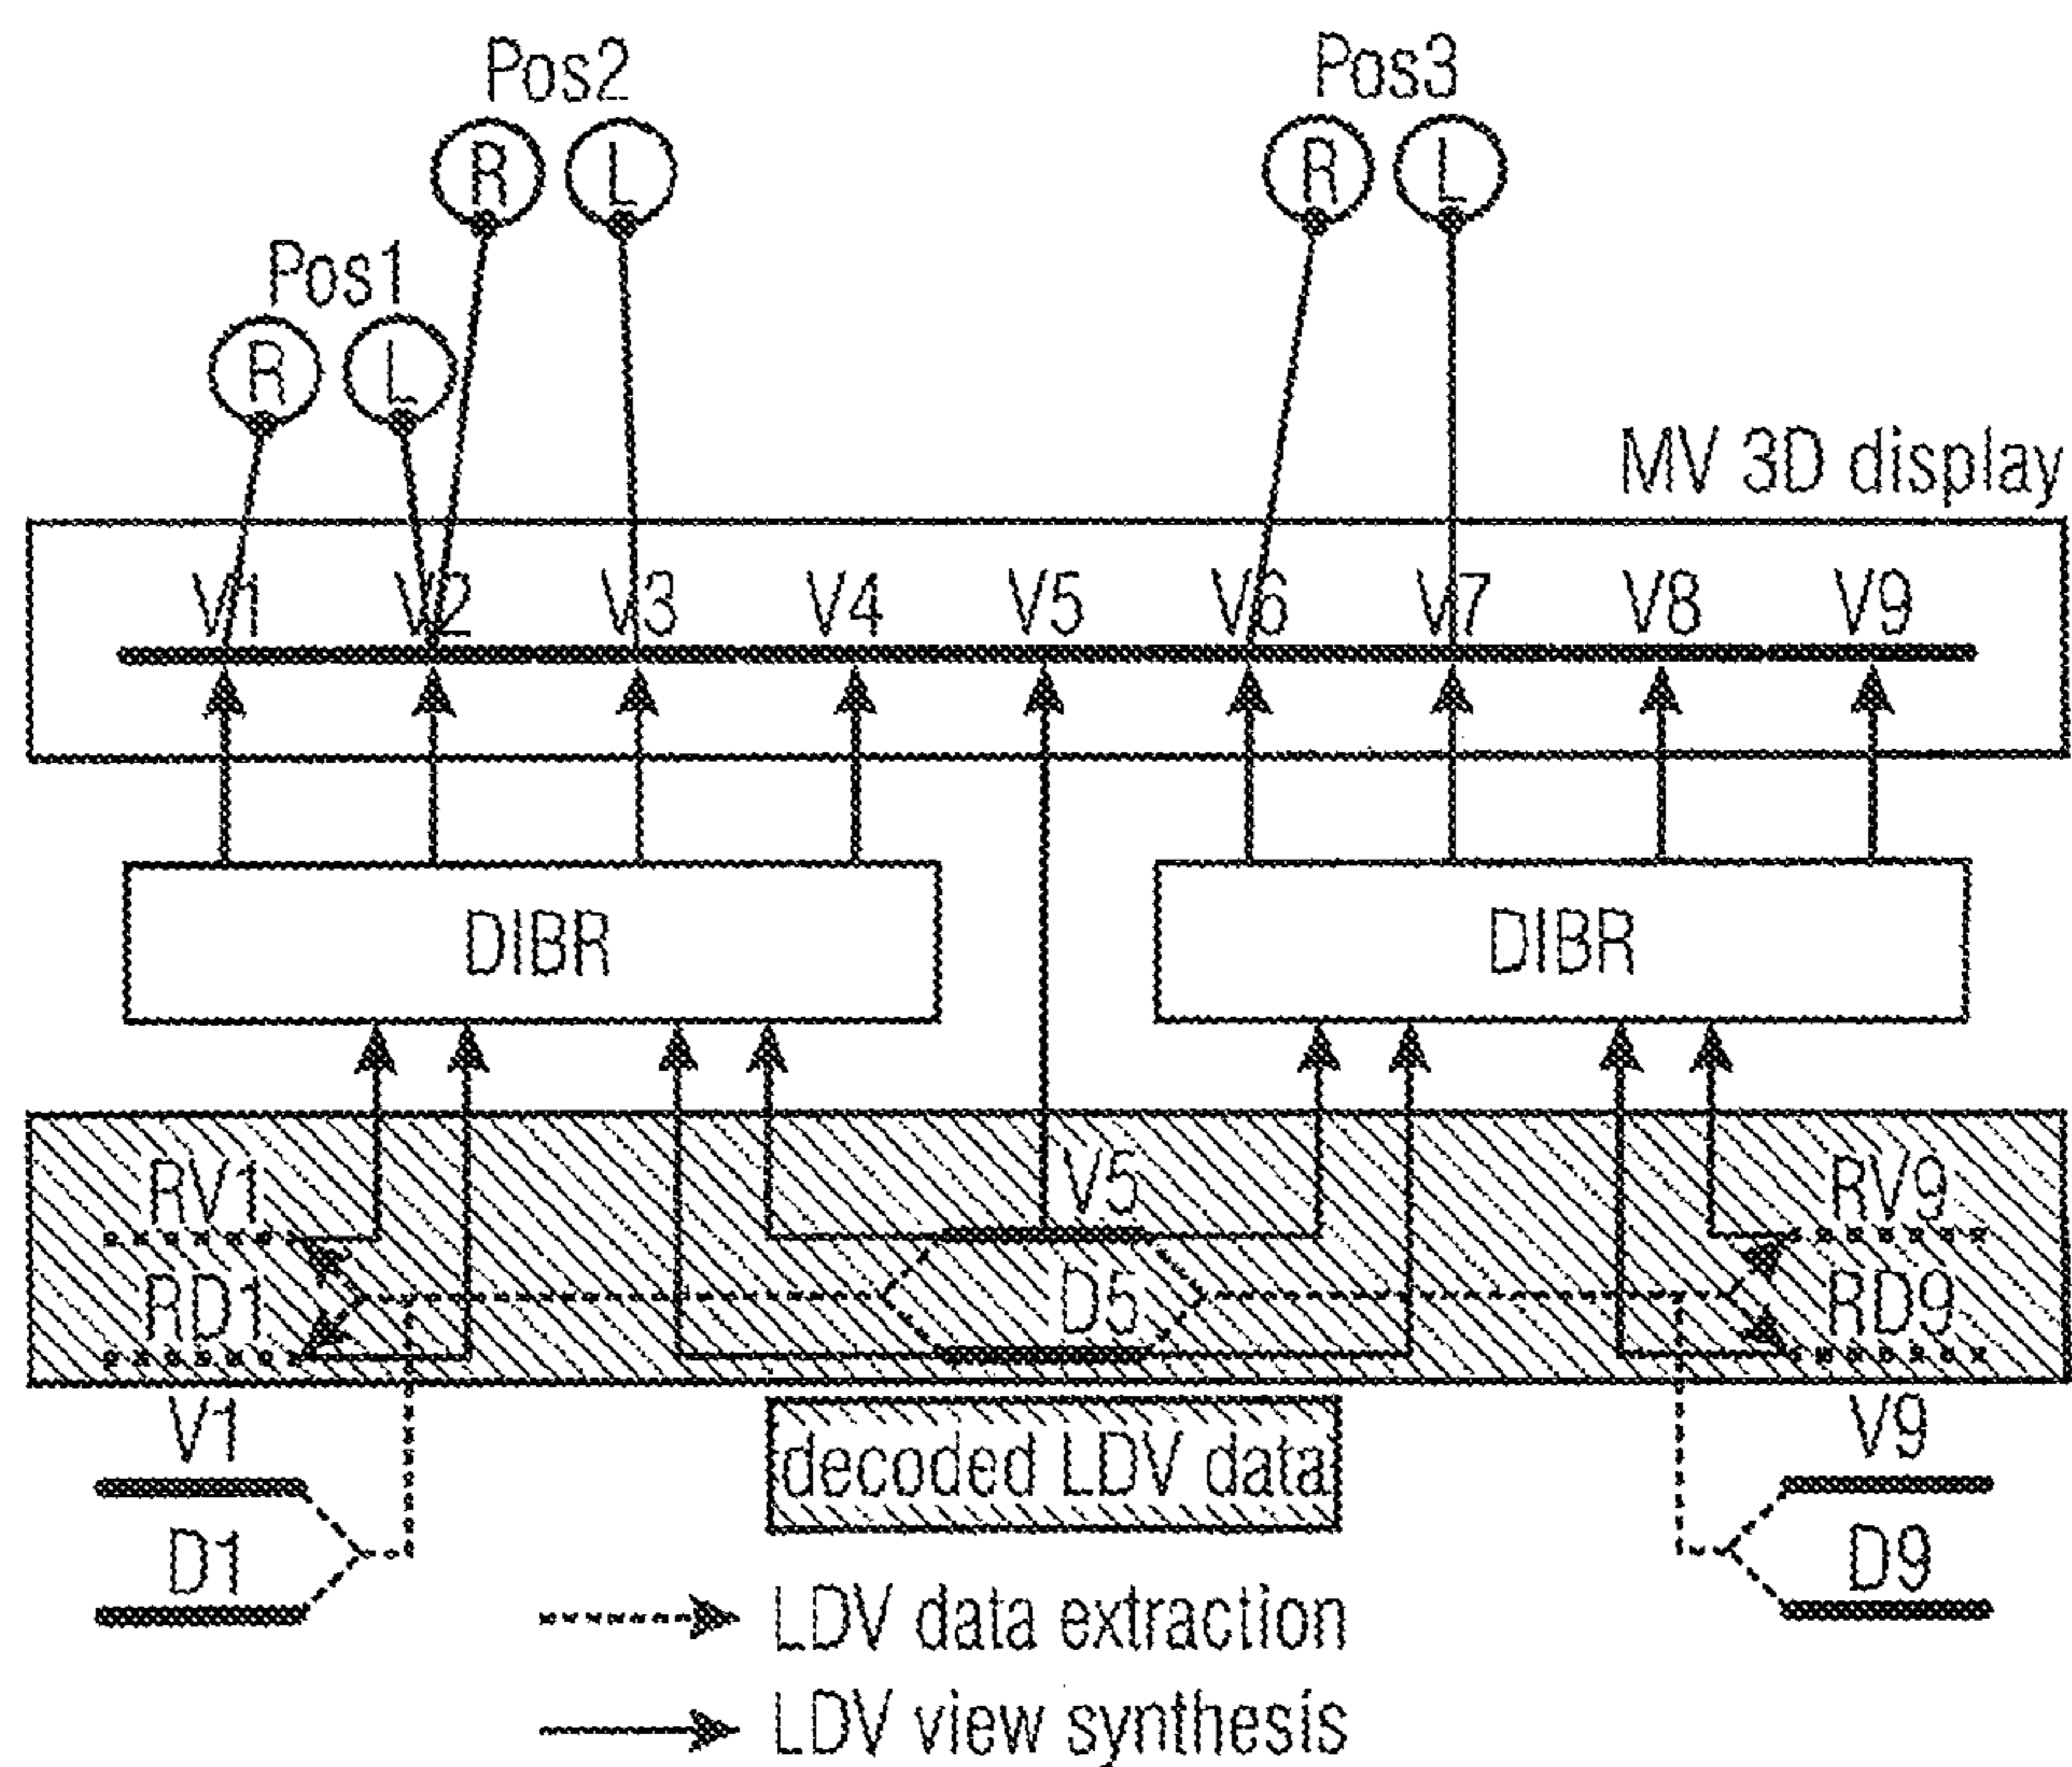 Pos2 Pos3
R L R L
Pos1
R L
MV 3D display
V1 V2 V3 V4 V5 V6 V7 V8 V9
DIBR DIBR
RV1 V5 RV9
RD1 D5 RD9
V1 V9
decoded LDV data
D1 D9
LDV data extraction
LDV view synthesis